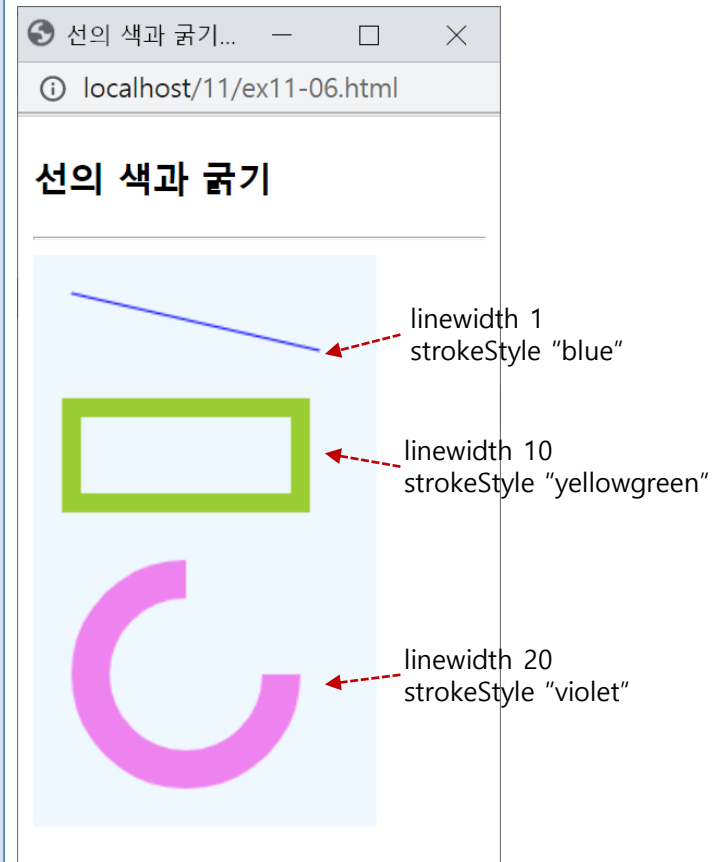 선의 색과 굵기...
localhost/11/ex11-06.html
선의 색과 굵기
linewidth 1
strokeStyle "blue"
linewidth 10
strokeStyle "yellowgreen"
linewidth 20
strokeStyle "violet"